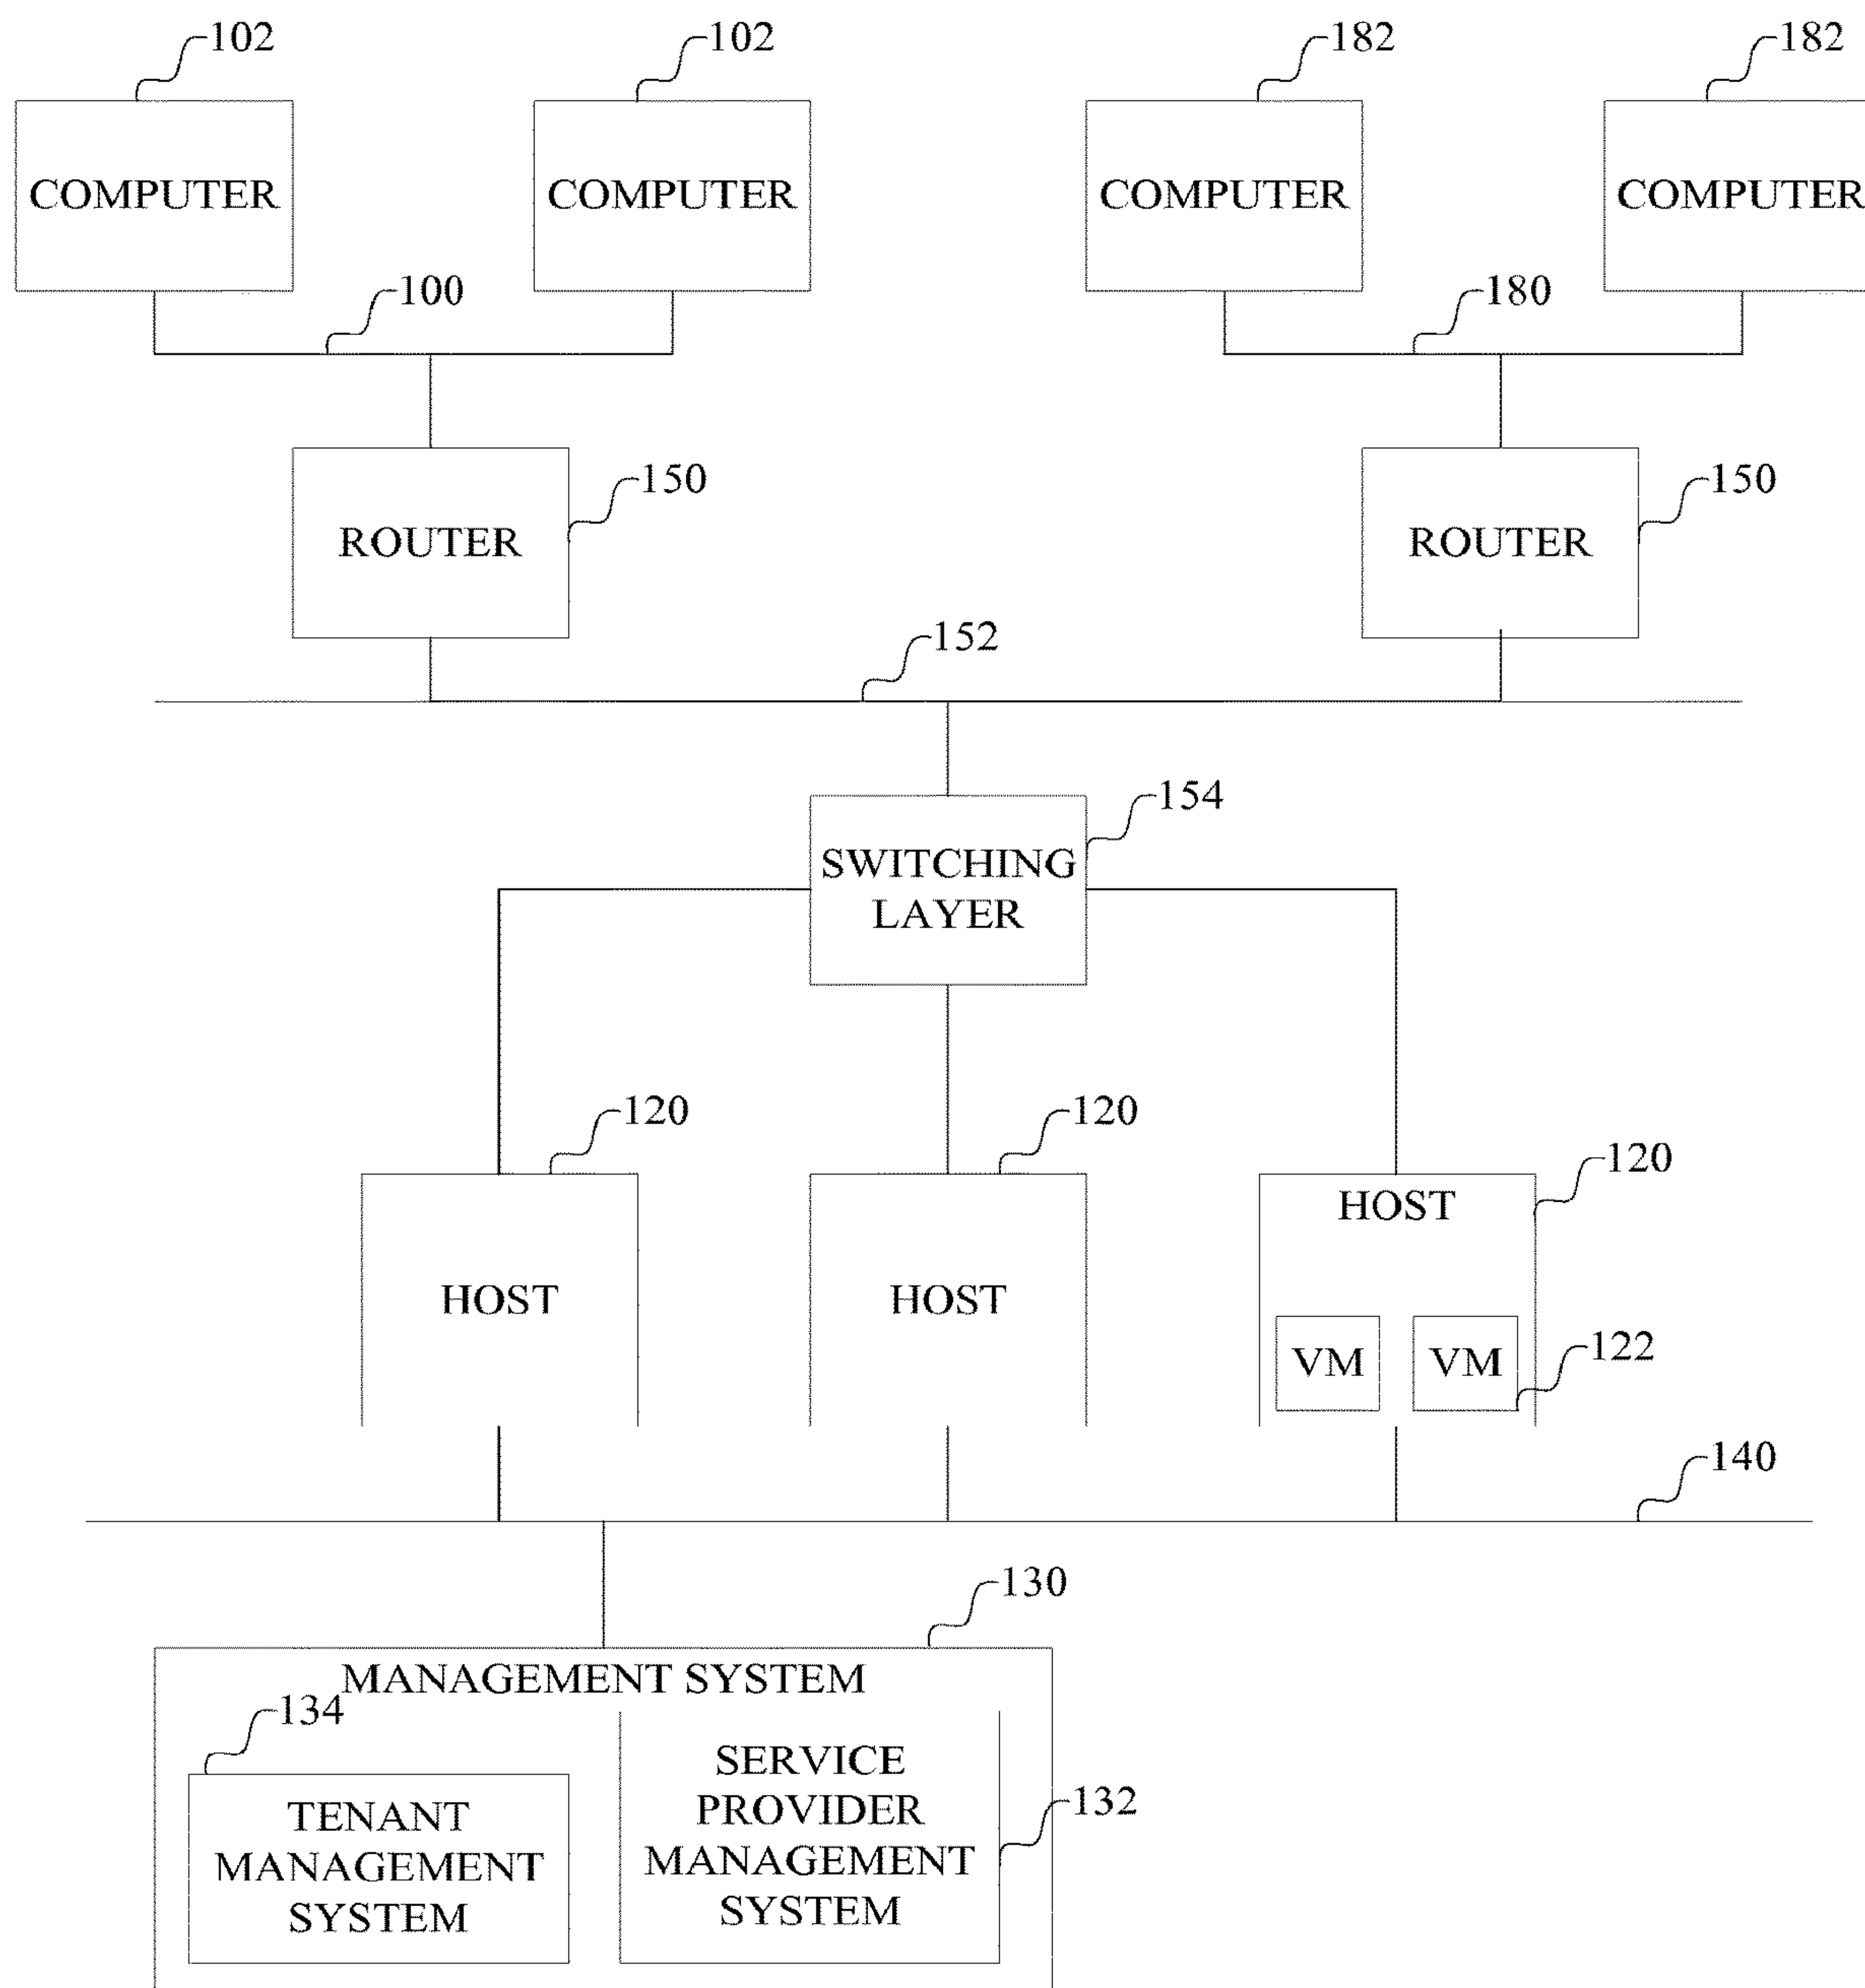 102
102
182
182
COMPUTER
COMPUTER
COMPUTER
COMPUTER
100
180
150
150
ROUTER
ROUTER
152
154
SWITCHING
LAYER
120
120
120
HOST
HOST
HOST
VM
VM
122
140
130
MANAGEMENT SYSTEM
134
TENANT
MANAGEMENT
SYSTEM
SERVICE
PROVIDER
MANAGEMENT
SYSTEM
132